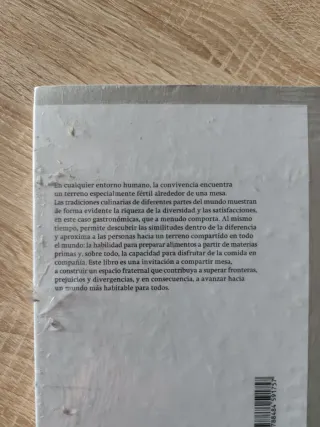 En cualquier entorno humano, la convivencia encuentra
un terreno especialmente fértil alrededor de una mesa.
Las tradiciones culinarias de diferentes partes del mundo muestran
de forma evidente la riqueza de la diversidad y las satisfacciones,
en este caso gastronómicas, que a menudo comporta. Al mismo
tiempo, permite descubrir las similitudes dentro de la diferencia
y aproxima a las personas hacia un terreno compartido en todo
el mundo: la habilidad para preparar alimentos a partir de materias
primas y, sobre todo, la capacidad para disfrutar de la comida en
compañía. Este libro es una invitación a compartir mesa,
a construir un espacio fraternal que contribuya a superar fronteras,
prejuicios y divergencias, y en consecuencia, a avanzar hacia
un mundo más habitable para todos.